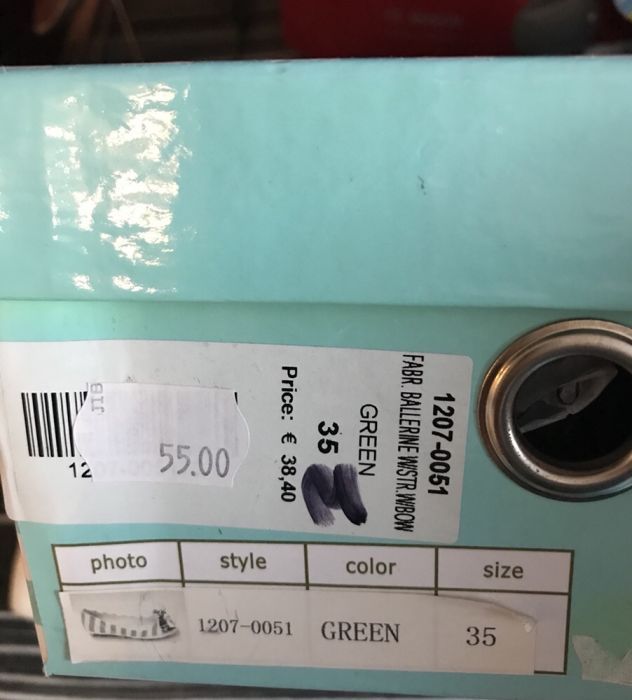 1207-0051
FABR. BALLERINE W/STR.W/BOW
GREEN
35
Price: € 38,40
55.00
photo style color size
1207-0051 GREEN 35